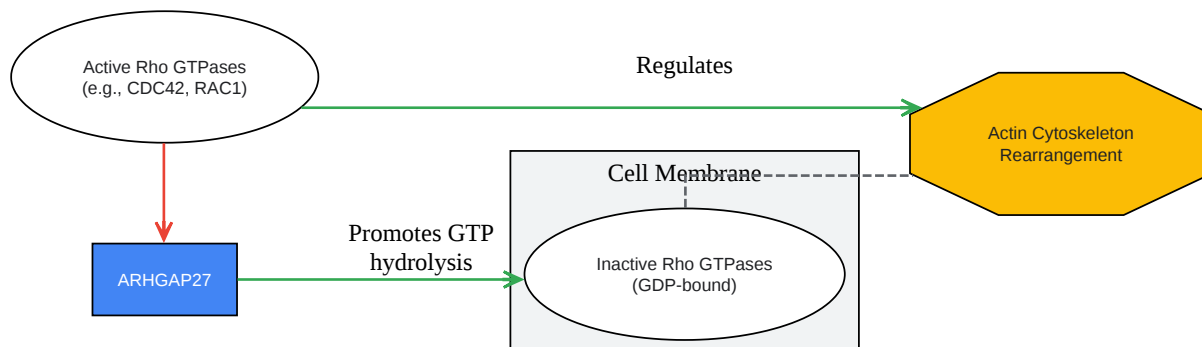 Active Rho GTPases
(e.g., CDC42, RAC1)
Regulates
Actin Cytoskeleton
Rearrangement
Cell Membrane
Promotes GTP
hydrolysis
ARHGAP27
Inactive Rho GTPases
(GDP-bound)